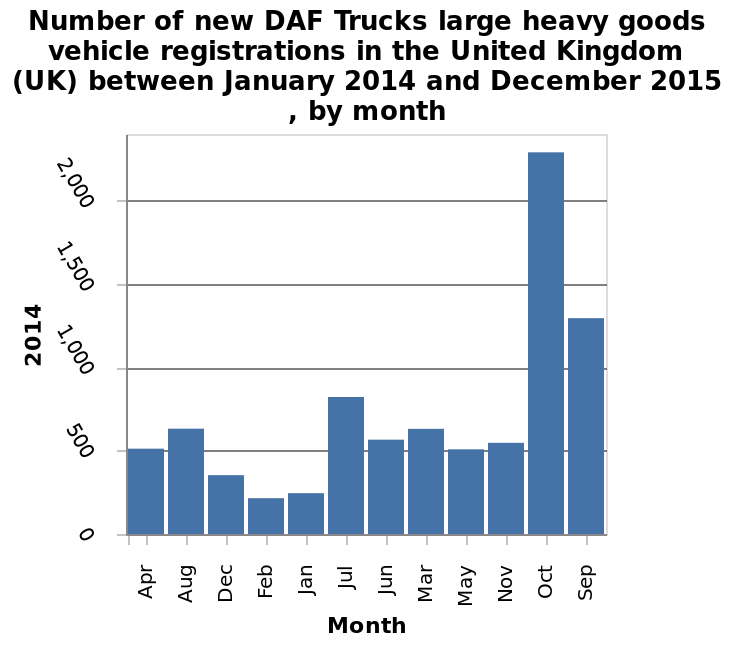 Number of new DAF Trucks large heavy goods
vehicle registrations in the United Kingdom
(UK) between January 2014 and December 2015
, by month
2014
2,000
1,500
1,000
500
0
Apr
Aug
Dec
Feb
Jan
Jul
Jun
Mar
May
Nov
Oct
Sep
Month